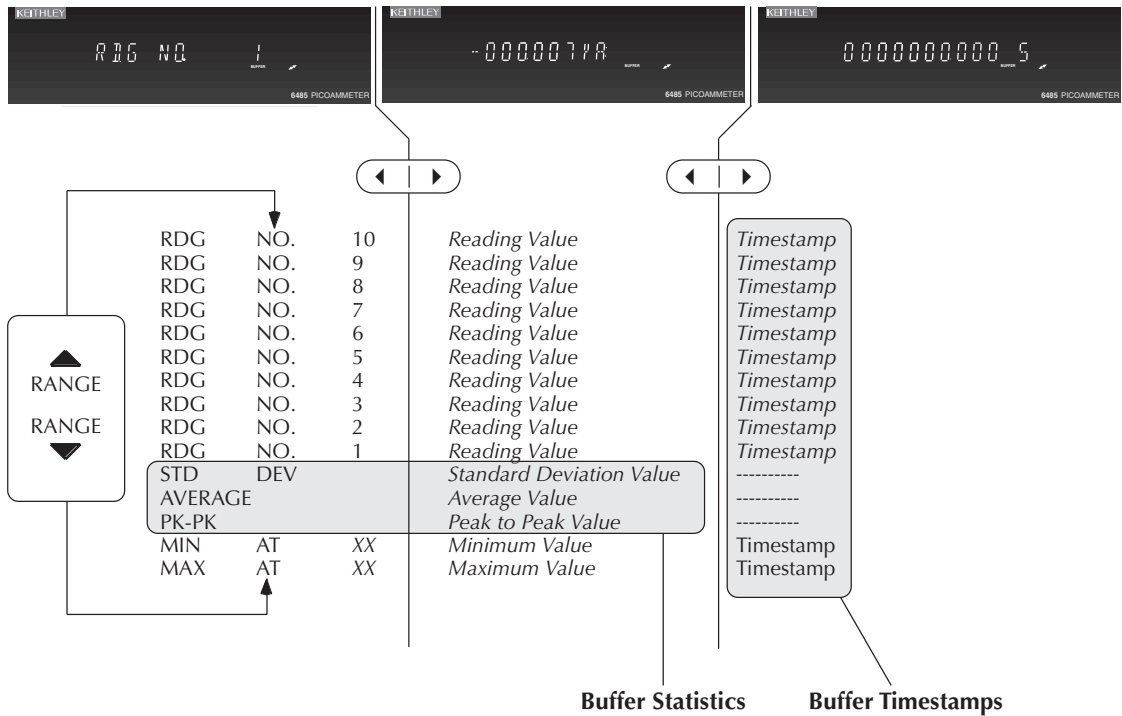 KEITHLEY
RDG NO. 1
BUFFER
6485 PICOAMMETER
KEITHLEY
-000.007µA
BUFFER
6485 PICOAMMETER
KEITHLEY
0000000.000 S
BUFFER
6485 PICOAMMETER
RDG NO. 10 Reading Value Timestamp
RDG NO. 9 Reading Value Timestamp
RDG NO. 8 Reading Value Timestamp
RDG NO. 7 Reading Value Timestamp
RDG NO. 6 Reading Value Timestamp
RDG NO. 5 Reading Value Timestamp
RDG NO. 4 Reading Value Timestamp
RDG NO. 3 Reading Value Timestamp
RDG NO. 2 Reading Value Timestamp
RDG NO. 1 Reading Value Timestamp
RANGE
RANGE
STD DEV Standard Deviation Value ----------
AVERAGE Average Value ----------
PK-PK Peak to Peak Value ----------
MIN AT XX Minimum Value Timestamp
MAX AT XX Maximum Value Timestamp
Buffer Statistics
Buffer Timestamps